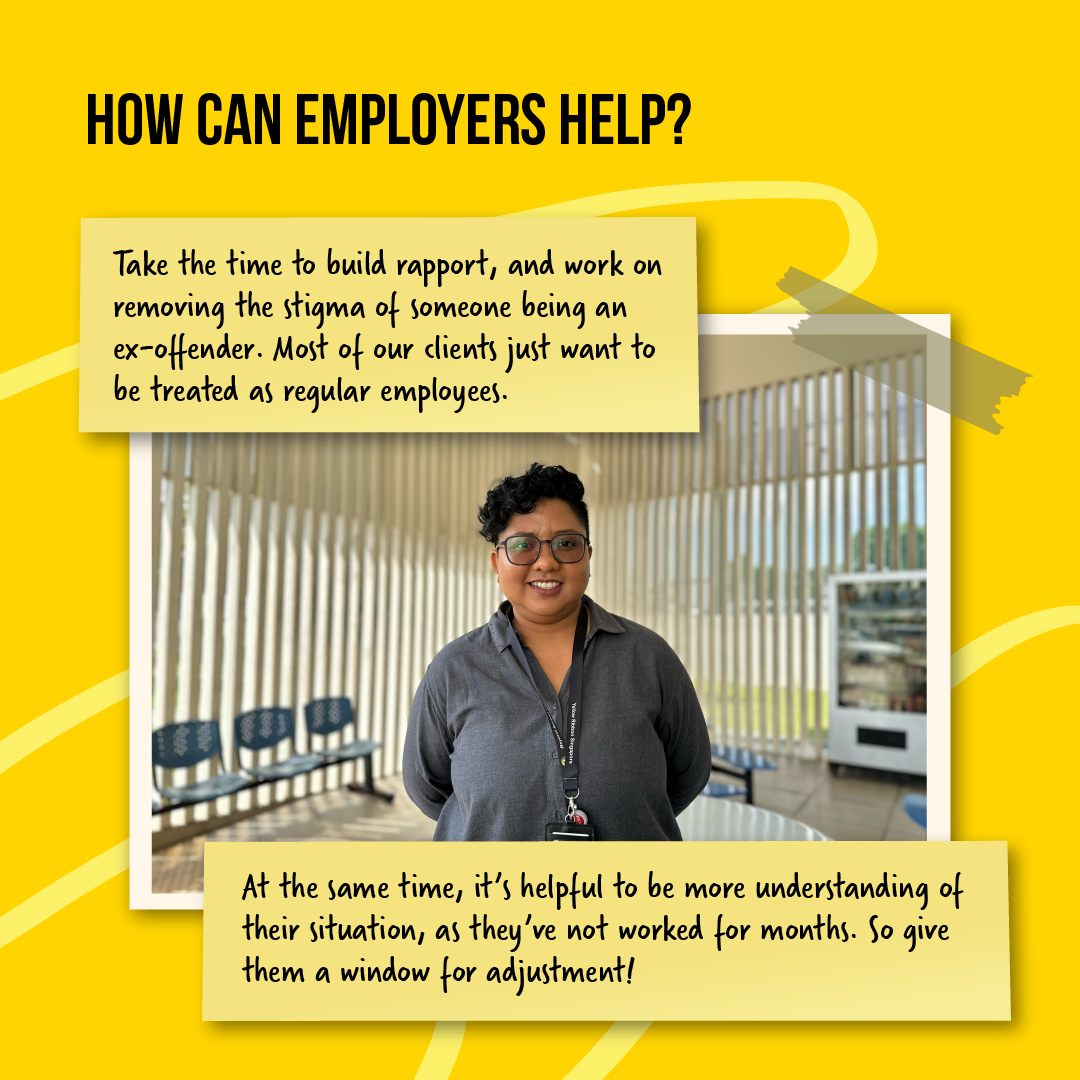 HOW CAN EMPLOYERS HELP?
Take the time to build rapport, and work on
removing the stigma of someone being an
ex-offender. Most of our clients just want to
be treated as regular employees.
Yellow Ribbon Singapore
At the same time, it's helpful to be more understanding of
their situation, as they've not worked for months. So give
them a window for adjustment!